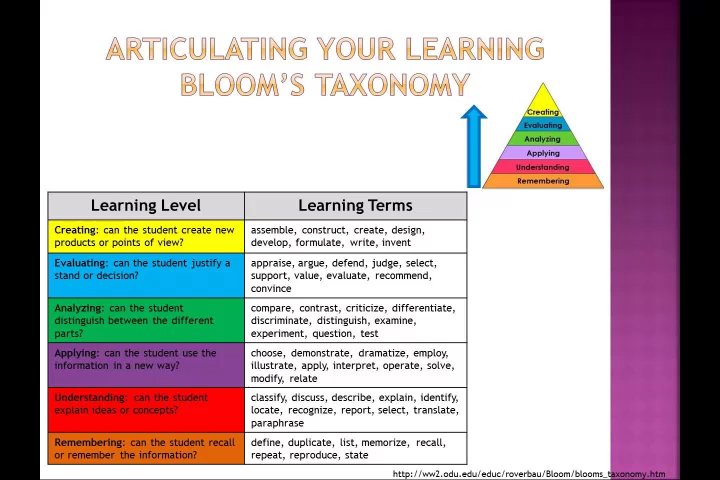 ARTICULATING YOUR LEARNING
BLOOM'S TAXONOMY
Creating
Evaluating
Analyzing
Applying
Understanding
Remembering
Learning Level
Learning Terms
Creating: can the student create new
products or points of view?
assemble, construct, create, design,
develop, formulate, write, invent
Evaluating: can the student justify a
stand or decision?
appraise, argue, defend, judge, select,
support, value, evaluate, recommend,
convince
Analyzing: can the student
distinguish between the different
parts?
compare, contrast, criticize, differentiate,
discriminate, distinguish, examine,
experiment, question, test
Applying: can the student use the
information in a new way?
choose, demonstrate, dramatize, employ,
illustrate, apply, interpret, operate, solve,
modify, relate
Understanding: can the student
explain ideas or concepts?
classify, discuss, describe, explain, identify,
locate, recognize, report, select, translate,
paraphrase
Remembering: can the student recall
or remember the information?
define, duplicate, list, memorize, recall,
repeat, reproduce, state
http://ww2.odu.edu/educ/roverbau/Bloom/blooms_taxonomy.htm